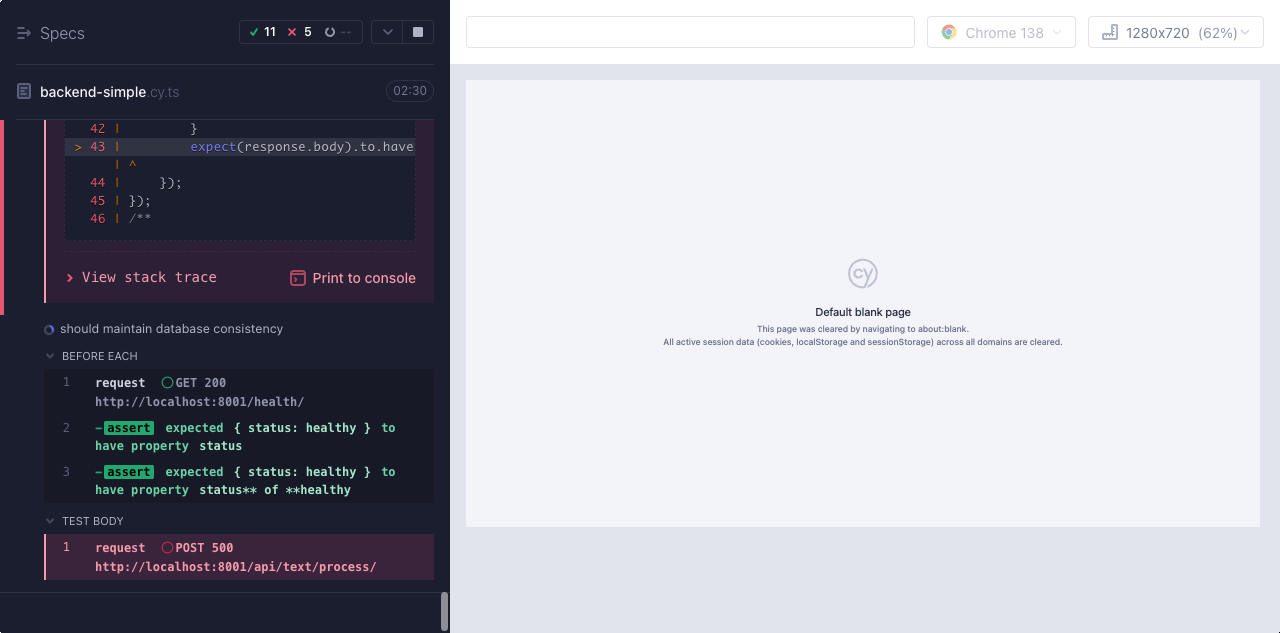 Specs
11 5 --
Chrome 138
1280x720 (62%)
backend-simple.cy.ts
02:30
42 | }
> 43 | expect(response.body).to.have
| ^
44 | });
45 | });
46 | /**
View stack trace
Print to console
should maintain database consistency
BEFORE EACH
1 request GET 200
http://localhost:8001/health/
2 -assert expected { status: healthy } to
have property status
3 -assert expected { status: healthy } to
have property status** of **healthy
TEST BODY
1 request POST 500
http://localhost:8001/api/text/process/
cy
Default blank page
This page was cleared by navigating to about:blank.
All active session data (cookies, localStorage and sessionStorage) across all domains are cleared.